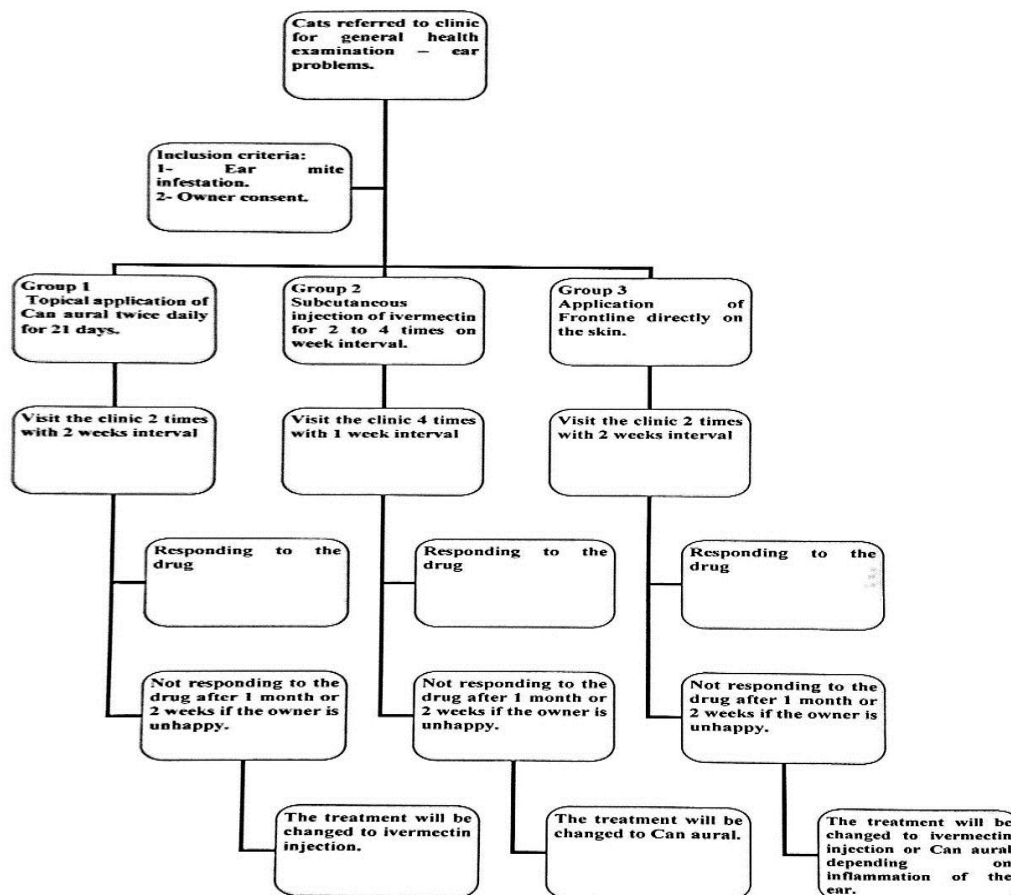 Cats referred to clinic
for general health
examination – ear
problems.
Inclusion criteria:
1- Ear mite
infestation.
2- Owner consent.
Group 1
Topical application of
Can aural twice daily
for 21 days.
Group 2
Subcutaneous
injection of ivermectin
for 2 to 4 times on
week interval.
Group 3
Application of
Frontline directly on
the skin.
Visit the clinic 2 times
with 2 weeks interval
Visit the clinic 4 times
with 1 week interval
Visit the clinic 2 times
with 2 weeks interval
Responding to the
drug
Responding to the
drug
Responding to the
drug
Not responding to the
drug after 1 month or
2 weeks if the owner is
unhappy.
Not responding to the
drug after 1 month or
2 weeks if the owner is
unhappy.
Not responding to the
drug after 1 month or
2 weeks if the owner is
unhappy.
The treatment will be
changed to ivermectin
injection.
The treatment will be
changed to Can aural.
The treatment will be
changed to ivermectin
injection or Can aural
depending on
inflammation of the
ear.